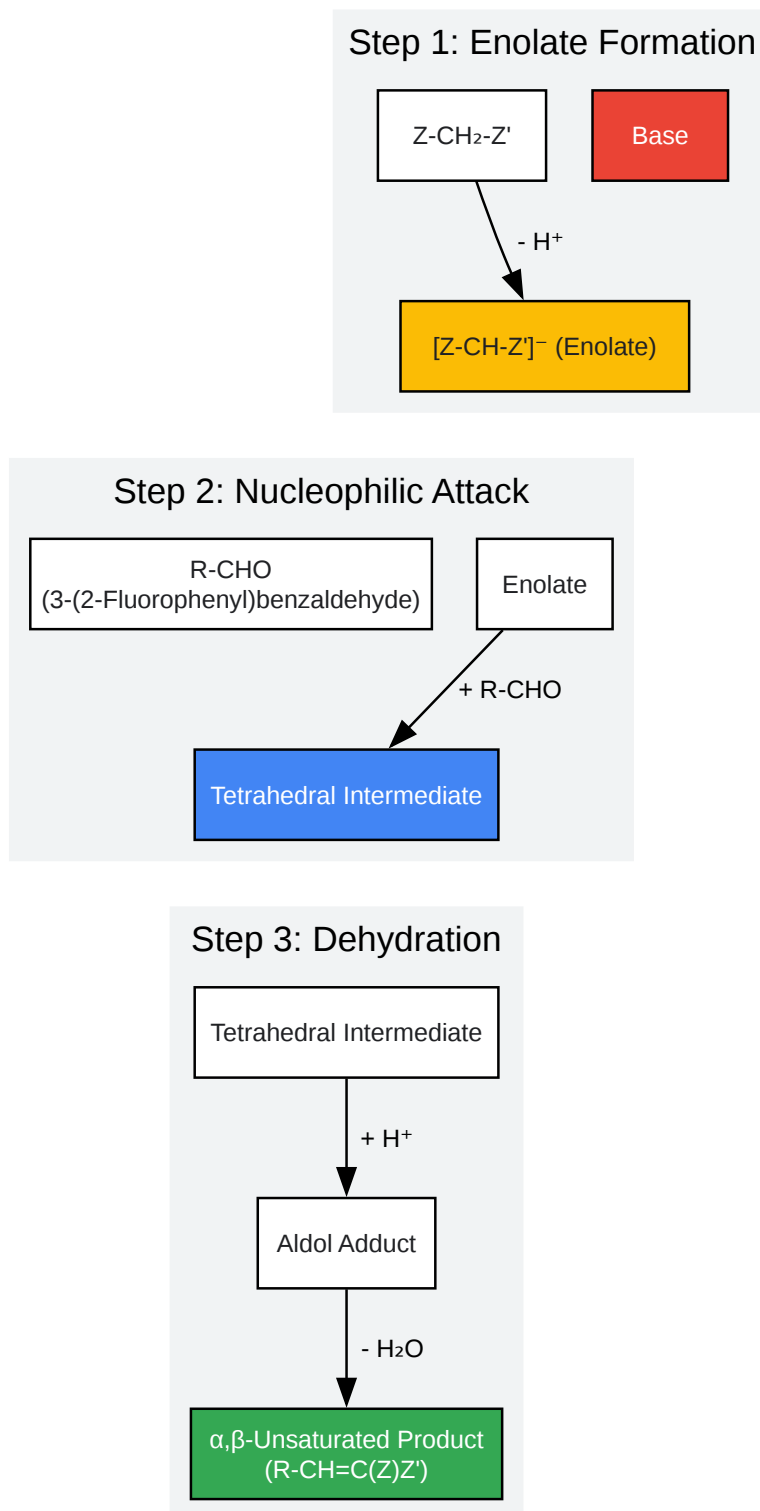 Step 1: Enolate Formation
Z-CH₂-Z'
Base
- H⁺
[Z-CH-Z']⁻ (Enolate)
Step 2: Nucleophilic Attack
R-CHO
(3-(2-Fluorophenyl)benzaldehyde)
Enolate
+ R-CHO
Tetrahedral Intermediate
Step 3: Dehydration
Tetrahedral Intermediate
+ H⁺
Aldol Adduct
- H₂O
α,β-Unsaturated Product
(R-CH=C(Z)Z')